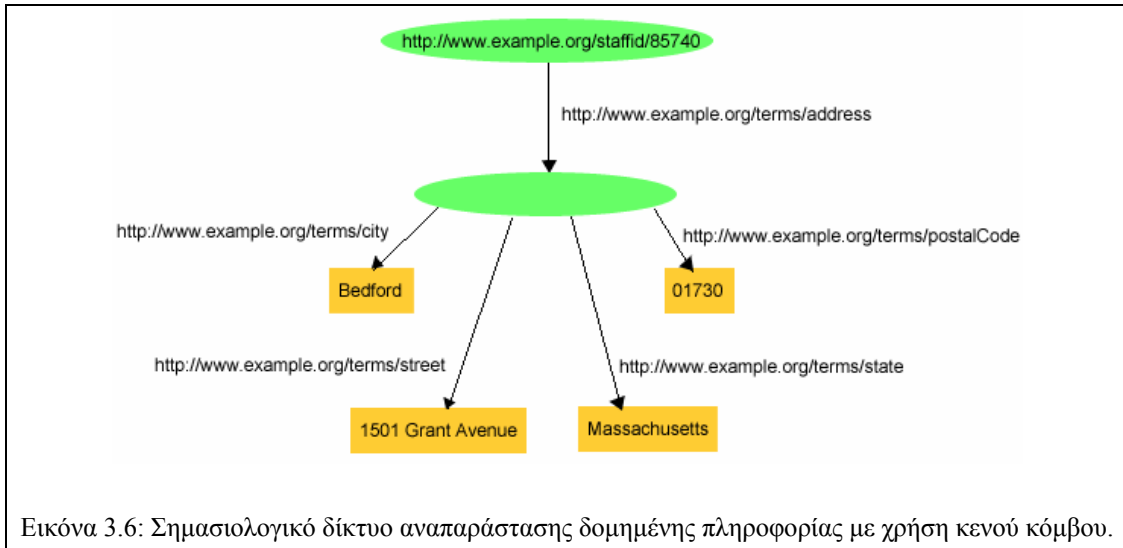 http://www.example.org/staffid/85740
http://www.example.org/terms/address
http://www.example.org/terms/city
http://www.example.org/terms/postalCode
Bedford
01730
http://www.example.org/terms/street
http://www.example.org/terms/state
1501 Grant Avenue
Massachusetts
Εικόνα 3.6: Σημασιολογικό δίκτυο αναπαράστασης δομημένης πληροφορίας με χρήση κενού κόμβου.